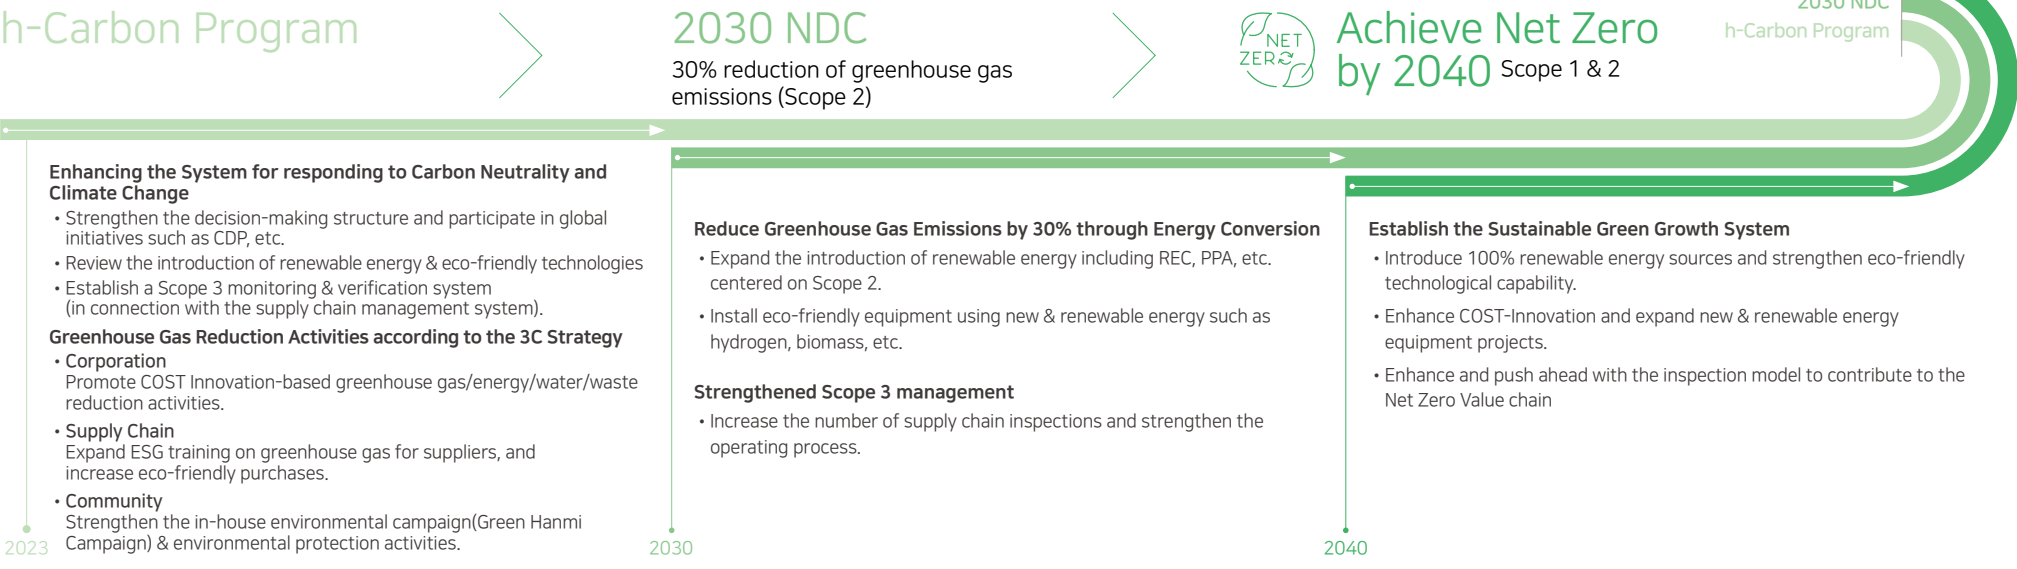 h-Carbon Program
2030 NDC
30% reduction of greenhouse gas
emissions (Scope 2)
NET
ZERO
Achieve Net Zero
by 2040 Scope 1 & 2
2030 NDC
h-Carbon Program
Enhancing the System for responding to Carbon Neutrality and
Climate Change
• Strengthen the decision-making structure and participate in global
initiatives such as CDP, etc.
• Review the introduction of renewable energy & eco-friendly technologies
• Establish a Scope 3 monitoring & verification system
(in connection with the supply chain management system).
Greenhouse Gas Reduction Activities according to the 3C Strategy
• Corporation
Promote COST Innovation-based greenhouse gas/energy/water/waste
reduction activities.
• Supply Chain
Expand ESG training on greenhouse gas for suppliers, and
increase eco-friendly purchases.
• Community
Strengthen the in-house environmental campaign(Green Hanmi
Campaign) & environmental protection activities.
2023
Reduce Greenhouse Gas Emissions by 30% through Energy Conversion
• Expand the introduction of renewable energy including REC, PPA, etc.
centered on Scope 2.
• Install eco-friendly equipment using new & renewable energy such as
hydrogen, biomass, etc.
Strengthened Scope 3 management
• Increase the number of supply chain inspections and strengthen the
operating process.
2030
Establish the Sustainable Green Growth System
• Introduce 100% renewable energy sources and strengthen eco-friendly
technological capability.
• Enhance COST-Innovation and expand new & renewable energy
equipment projects.
• Enhance and push ahead with the inspection model to contribute to the
Net Zero Value chain
2040